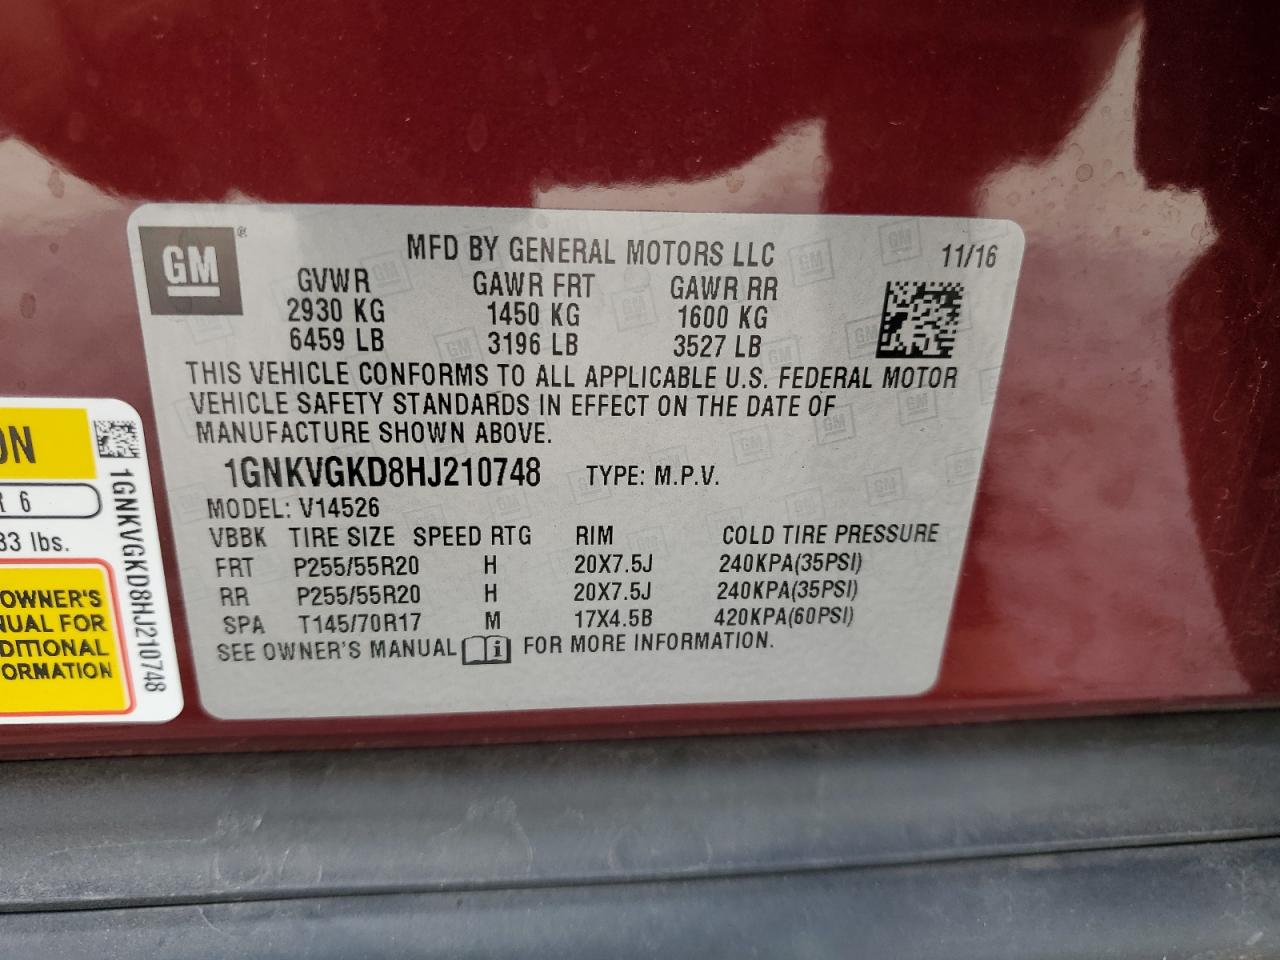 GM®
MFD BY GENERAL MOTORS LLC 11/16
GVWR GAWR FRT GAWR RR
2930 KG 1450 KG 1600 KG
6459 LB 3196 LB 3527 LB
THIS VEHICLE CONFORMS TO ALL APPLICABLE U.S. FEDERAL MOTOR
VEHICLE SAFETY STANDARDS IN EFFECT ON THE DATE OF
MANUFACTURE SHOWN ABOVE.
1GNKVGKD8HJ210748 TYPE: M.P.V.
MODEL: V14526
VBBK TIRE SIZE SPEED RTG RIM COLD TIRE PRESSURE
FRT P255/55R20 H 20X7.5J 240KPA(35PSI)
RR P255/55R20 H 20X7.5J 240KPA(35PSI)
SPA T145/70R17 M 17X4.5B 420KPA(60PSI)
SEE OWNER'S MANUAL i FOR MORE INFORMATION.
ON
R 6
33 lbs.
OWNER'S
NUAL FOR
DITIONAL
ORMATION
1GNKVGKD8HJ210748